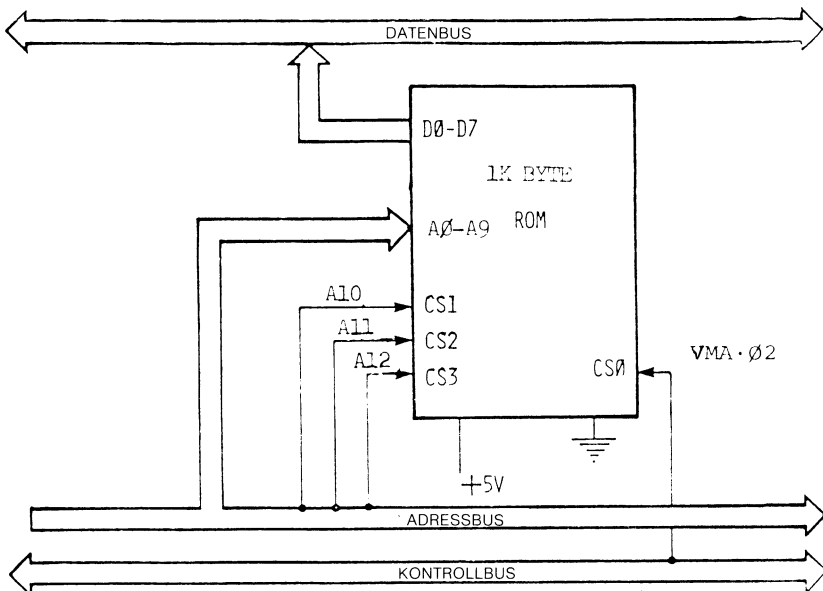 DATENBUS
DØ-D7
1K BYTE
ROM
AØ-A9
A10
CS1
A11
CS2
A12
CS3
CSØ
VMA·Ø2
+5V
ADRESSBUS
KONTROLLBUS